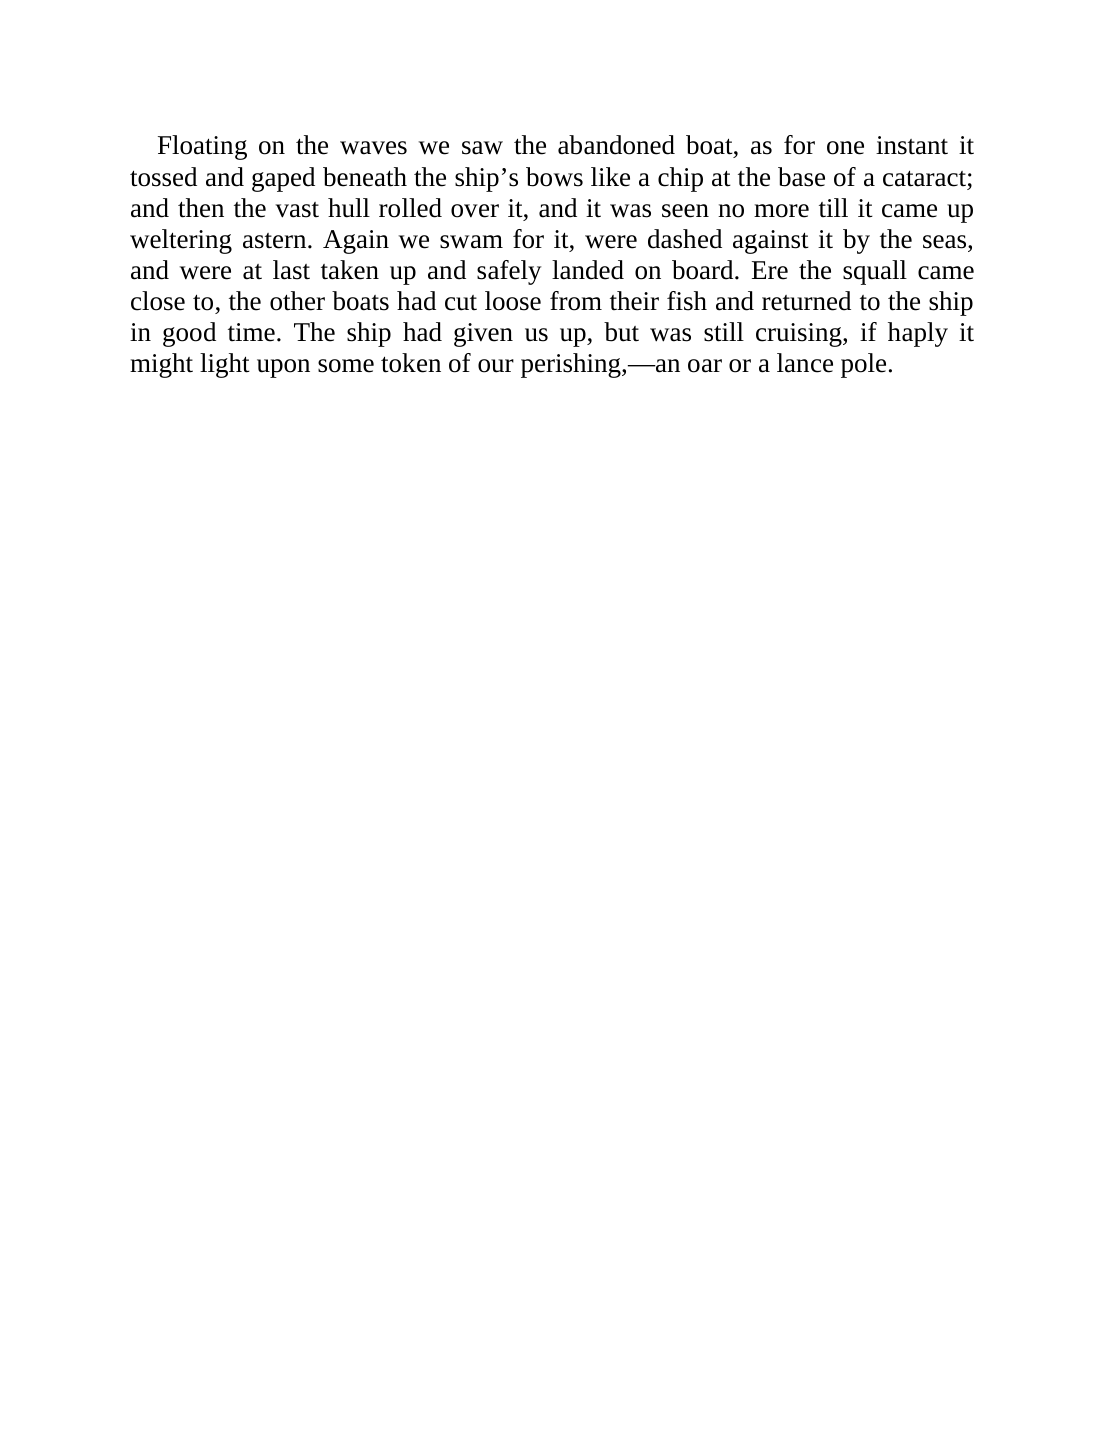 Floating on the waves we saw the abandoned boat, as for one instant it
tossed and gaped beneath the ship’s bows like a chip at the base of a cataract;
and then the vast hull rolled over it, and it was seen no more till it came up
weltering astern. Again we swam for it, were dashed against it by the seas,
and were at last taken up and safely landed on board. Ere the squall came
close to, the other boats had cut loose from their fish and returned to the ship
in good time. The ship had given us up, but was still cruising, if haply it
might light upon some token of our perishing,—an oar or a lance pole.